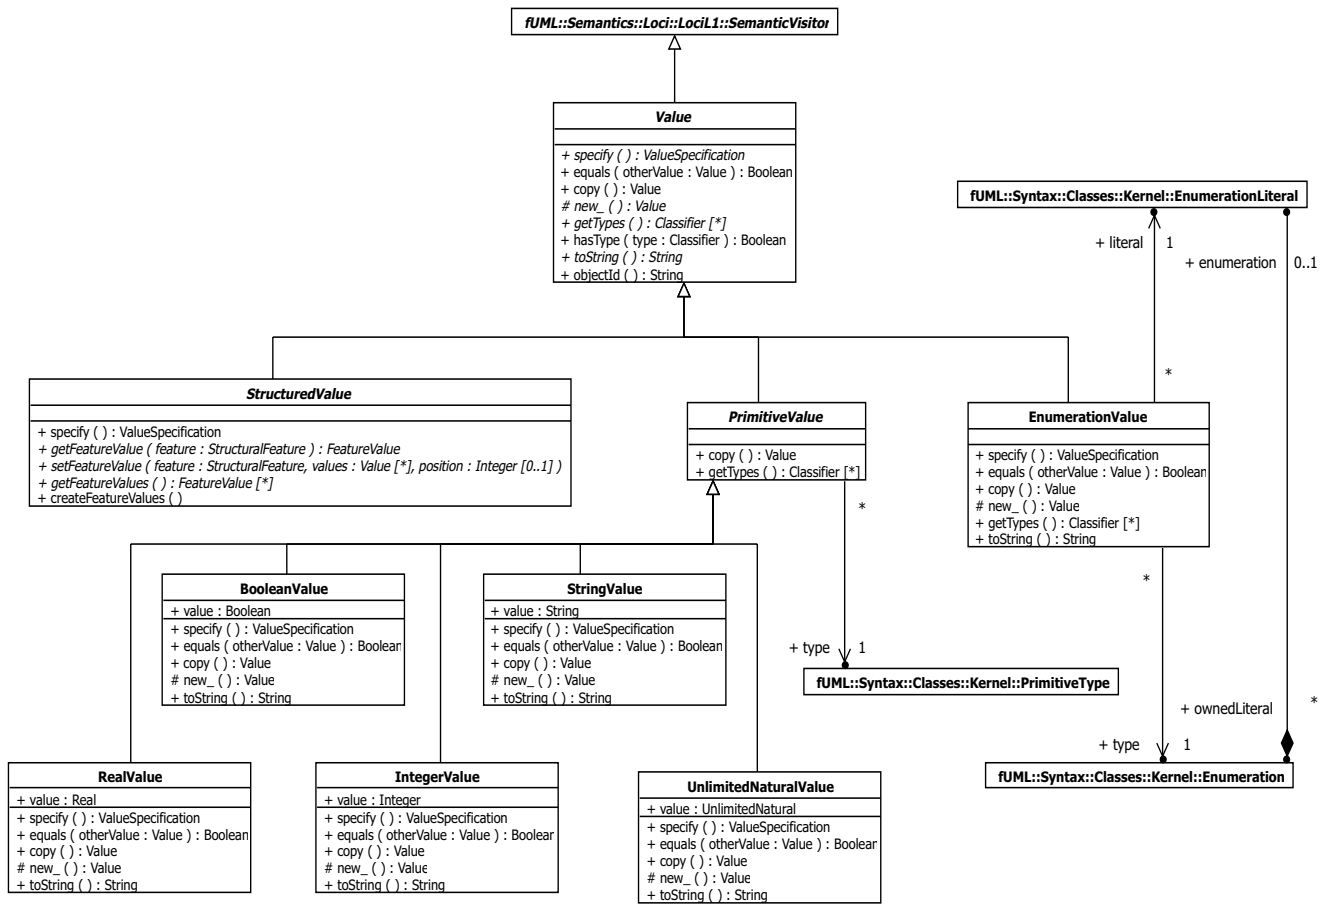 fUML::Semantics::Loci::LociL1::SemanticVisitor
Value
+ specify ( ) : ValueSpecification
+ equals ( otherValue : Value ) : Boolean
+ copy ( ) : Value
# new_ ( ) : Value
+ getTypes ( ) : Classifier [*]
+ hasType ( type : Classifier ) : Boolean
+ toString ( ) : String
+ objectId ( ) : String
fUML::Syntax::Classes::Kernel::EnumerationLiteral
+ literal 1
+ enumeration 0..1
*
StructuredValue
+ specify ( ) : ValueSpecification
+ getFeatureValue ( feature : StructuralFeature ) : FeatureValue
+ setFeatureValue ( feature : StructuralFeature, values : Value [*], position : Integer [0..1] )
+ getFeatureValues ( ) : FeatureValue [*]
+ createFeatureValues ( )
PrimitiveValue
+ copy ( ) : Value
+ getTypes ( ) : Classifier [*]
*
EnumerationValue
+ specify ( ) : ValueSpecification
+ equals ( otherValue : Value ) : Boolean
+ copy ( ) : Value
# new_ ( ) : Value
+ getTypes ( ) : Classifier [*]
+ toString ( ) : String
*
BooleanValue
+ value : Boolean
+ specify ( ) : ValueSpecification
+ equals ( otherValue : Value ) : Boolean
+ copy ( ) : Value
# new_ ( ) : Value
+ toString ( ) : String
StringValue
+ value : String
+ specify ( ) : ValueSpecification
+ equals ( otherValue : Value ) : Boolean
+ copy ( ) : Value
# new_ ( ) : Value
+ toString ( ) : String
+ type 1
fUML::Syntax::Classes::Kernel::PrimitiveType
+ ownedLiteral *
+ type 1
fUML::Syntax::Classes::Kernel::Enumeration
RealValue
+ value : Real
+ specify ( ) : ValueSpecification
+ equals ( otherValue : Value ) : Boolean
+ copy ( ) : Value
# new_ ( ) : Value
+ toString ( ) : String
IntegerValue
+ value : Integer
+ specify ( ) : ValueSpecification
+ equals ( otherValue : Value ) : Boolear
+ copy ( ) : Value
# new_ ( ) : Value
+ toString ( ) : String
UnlimitedNaturalValue
+ value : UnlimitedNatural
+ specify ( ) : ValueSpecification
+ equals ( otherValue : Value ) : Boolear
+ copy ( ) : Value
# new_ ( ) : Value
+ toString ( ) : String